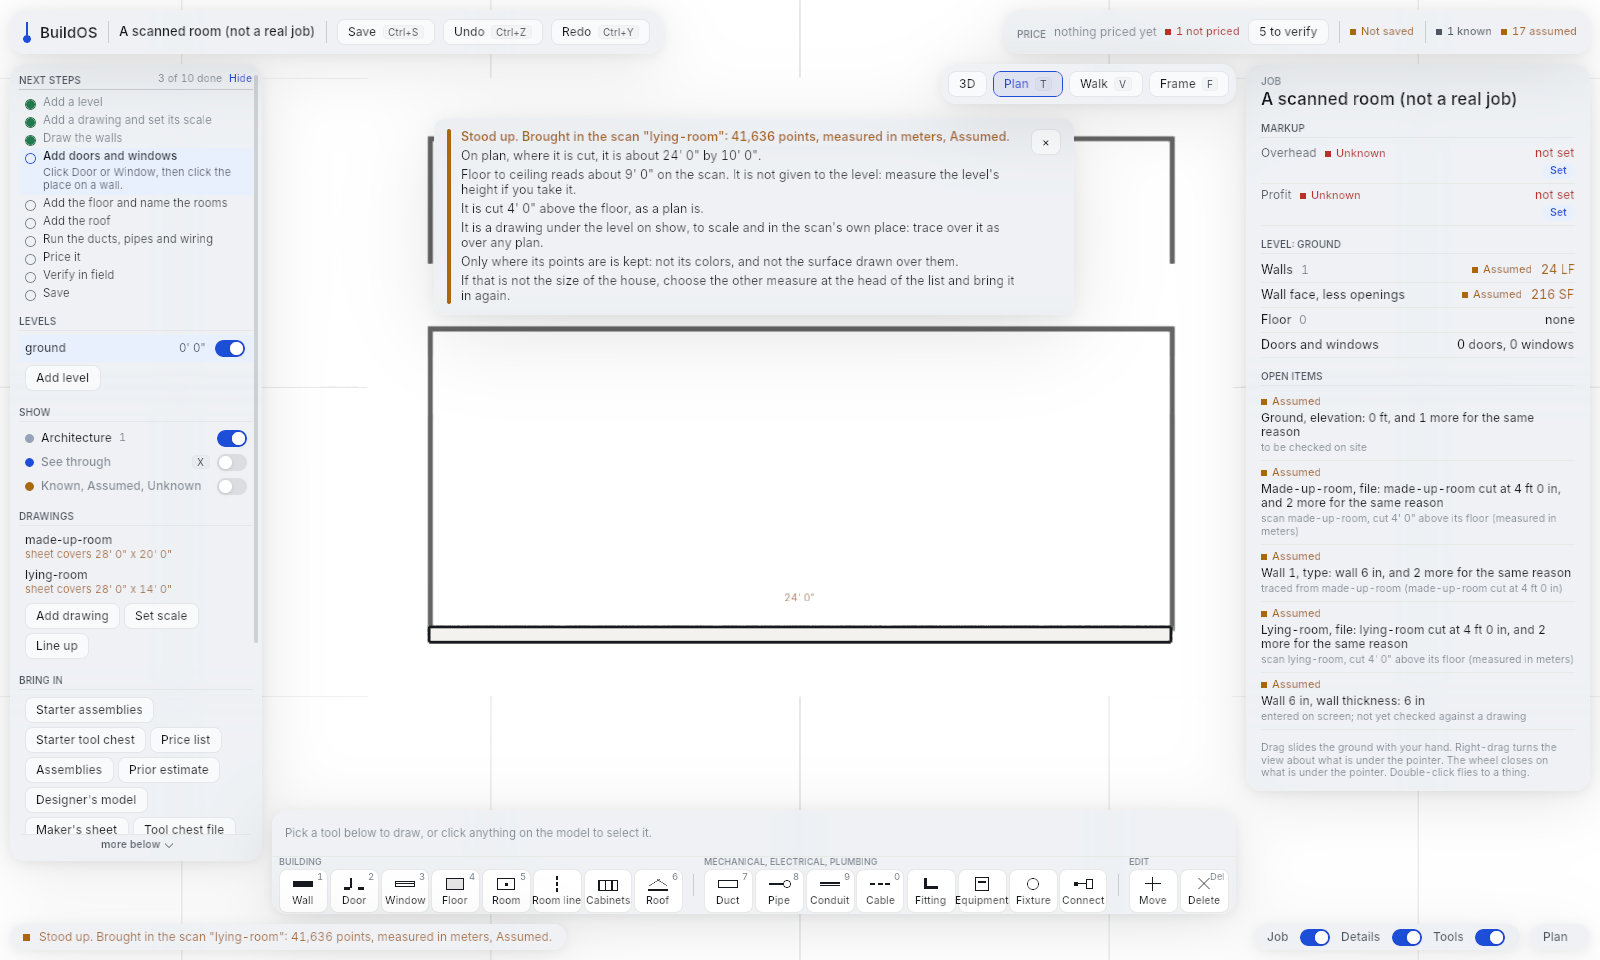 BuildOS
A scanned room (not a real job)
Save Ctrl+S
Undo Ctrl+Z
Redo Ctrl+Y
PRICE nothing priced yet
1 not priced
5 to verify
Not saved
1 known
17 assumed
3D
Plan T
Walk V
Frame F
NEXT STEPS
3 of 10 done Hide
Add a level
Add a drawing and set its scale
Draw the walls
Add doors and windows
Click Door or Window, then click the
place on a wall.
Add the floor and name the rooms
Add the roof
Run the ducts, pipes and wiring
Price it
Verify in field
Save
LEVELS
ground 0' 0"
Add level
SHOW
Architecture 1
See through X
Known, Assumed, Unknown
DRAWINGS
made-up-room
sheet covers 28' 0" x 20' 0"
lying-room
sheet covers 28' 0" x 14' 0"
Add drawing
Set scale
Line up
BRING IN
Starter assemblies
Starter tool chest
Price list
Assemblies
Prior estimate
Designer's model
Maker's sheet
Tool chest file
more below
Stood up. Brought in the scan "lying-room": 41,636 points, measured in meters, Assumed.
×
On plan, where it is cut, it is about 24' 0" by 10' 0".
Floor to ceiling reads about 9' 0" on the scan. It is not given to the level: measure the level's
height if you take it.
It is cut 4' 0" above the floor, as a plan is.
It is a drawing under the level on show, to scale and in the scan's own place: trace over it as
over any plan.
Only where its points are is kept: not its colors, and not the surface drawn over them.
If that is not the size of the house, choose the other measure at the head of the list and bring it
in again.
24' 0"
JOB
A scanned room (not a real job)
MARKUP
Overhead Unknown not set
Set
Profit Unknown not set
Set
LEVEL: GROUND
Walls 1 Assumed 24 LF
Wall face, less openings Assumed 216 SF
Floor 0 none
Doors and windows 0 doors, 0 windows
OPEN ITEMS
Assumed
Ground, elevation: 0 ft, and 1 more for the same
reason
to be checked on site
Assumed
Made-up-room, file: made-up-room cut at 4 ft 0 in,
and 2 more for the same reason
scan made-up-room, cut 4' 0" above its floor (measured in
meters)
Assumed
Wall 1, type: wall 6 in, and 2 more for the same reason
traced from made-up-room (made-up-room cut at 4 ft 0 in)
Assumed
Lying-room, file: lying-room cut at 4 ft 0 in, and 2
more for the same reason
scan lying-room, cut 4' 0" above its floor (measured in meters)
Assumed
Wall 6 in, wall thickness: 6 in
entered on screen; not yet checked against a drawing
Drag slides the ground with your hand. Right-drag turns the
view about what is under the pointer. The wheel closes on
what is under the pointer. Double-click flies to a thing.
Pick a tool below to draw, or click anything on the model to select it.
BUILDING
Wall 1
Door 2
Window 3
Floor 4
Room 5
Room line
Cabinets
Roof 6
MECHANICAL, ELECTRICAL, PLUMBING
Duct 7
Pipe 8
Conduit 9
Cable 0
Fitting
Equipment
Fixture
Connect
EDIT
Move
Delete Del
Stood up. Brought in the scan "lying-room": 41,636 points, measured in meters, Assumed.
Job
Details
Tools
Plan